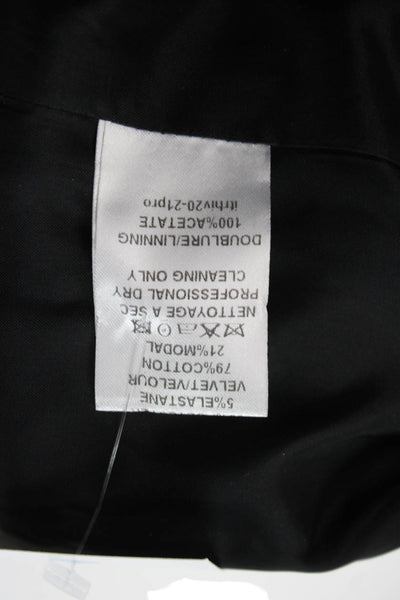 5%ELASTANE
VELVET/VELOUR
79%COTTON
21%MODAL
NETTOYAGE A SEC
PROFESSIONAL DRY
CLEANING ONLY
DOUBLURE/LINNING
100%ACETATE
itrhiv20-21pro